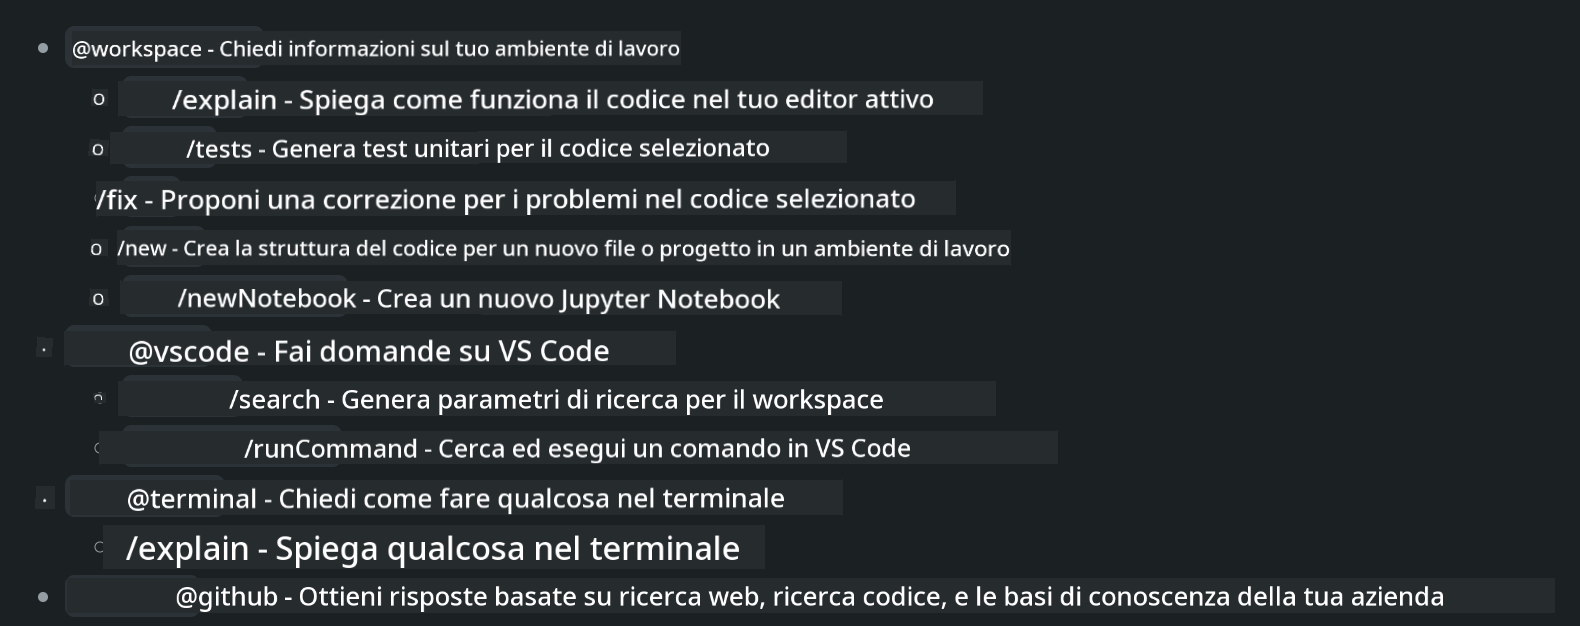 @workspace - Chiedi informazioni sul tuo ambiente di lavoro
/explain - Spiega come funziona il codice nel tuo editor attivo
/tests - Genera test unitari per il codice selezionato
/fix - Proponi una correzione per i problemi nel codice selezionato
/new - Crea la struttura del codice per un nuovo file o progetto in un ambiente di lavoro
/newNotebook - Crea un nuovo Jupyter Notebook
@vscode - Fai domande su VS Code
/search - Genera parametri di ricerca per il workspace
/runCommand - Cerca ed esegui un comando in VS Code
@terminal - Chiedi come fare qualcosa nel terminale
/explain - Spiega qualcosa nel terminale
@github - Ottieni risposte basate su ricerca web, ricerca codice, e le basi di conoscenza della tua azienda